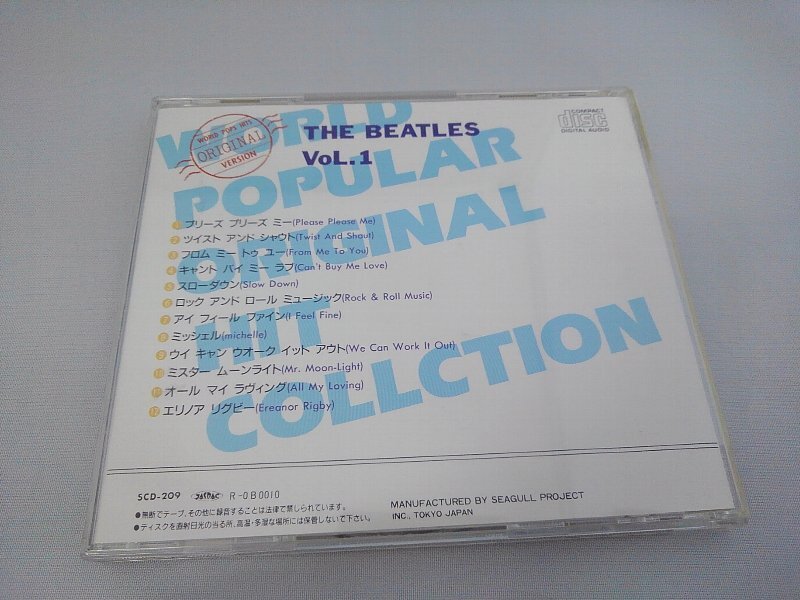 WORLD
POPULAR
ORIGINAL
HIT
COLLCTION
WORLD POPS HITS
ORIGINAL
VERSION
THE BEATLES
VoL.1
COMPACT
disc
DIGITAL AUDIO
1 プリーズ プリーズ ミー(Please Please Me)
2 ツイスト アンド シャウト(Twist And Shout)
3 フロム ミー トゥ ユー(From Me To You)
4 キャント バイ ミー ラブ(Can't Buy Me Love)
5 スローダウン(Slow Down)
6 ロック アンド ロール ミュージック(Rock & Roll Music)
7 アイ フィール ファイン(I Feel Fine)
8 ミッシェル(michelle)
9 ウイ キャン ウオーク イット アウト(We Can Work It Out)
10 ミスター ムーンライト(Mr. Moon-Light)
11 オール マイ ラヴィング(All My Loving)
12 エリノア リグビー(Ereanor Rigby)
SCD-209 JASRAC R-0B0010
●無断でテープ、その他に録音することは法律で禁じられています。
●ディスクを直射日光の当る所、高温・多湿な場所には保管しないで下さい。
MANUFACTURED BY SEAGULL PROJECT
INC., TOKYO JAPAN